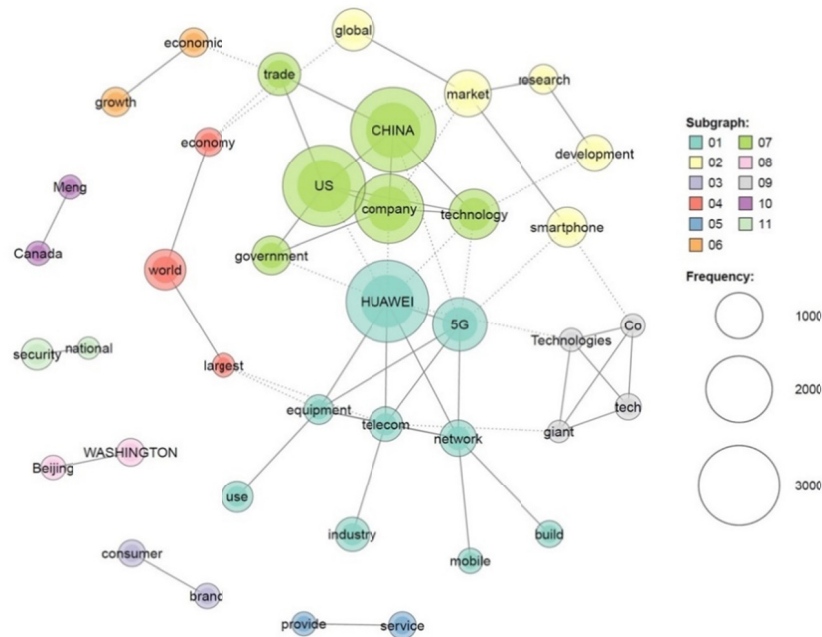 global
economic
trade
research
market
growth
CHINA
economy
development
US
Meng
company
technology
smartphone
Canada
government
world
HUAWEI
5G
Co
Technologies
national
security
largest
tech
equipment
telecom
giant
network
WASHINGTON
Beijing
use
industry
build
consumer
mobile
brand
provide
service
Subgraph:
01 07
02 08
03 09
04 10
05 11
06
Frequency:
1000
2000
3000